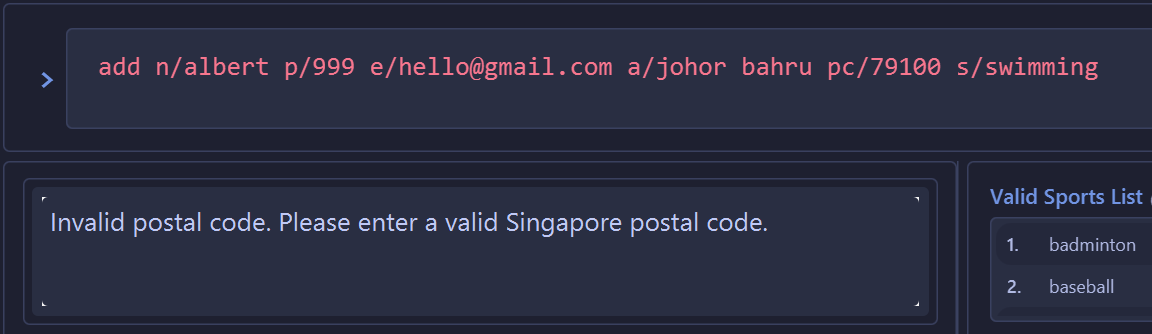 >
add n/albert p/999 e/hello@gmail.com a/johor bahru pc/79100 s/swimming
Invalid postal code. Please enter a valid Singapore postal code.
Valid Sports List
1. badminton
2. baseball